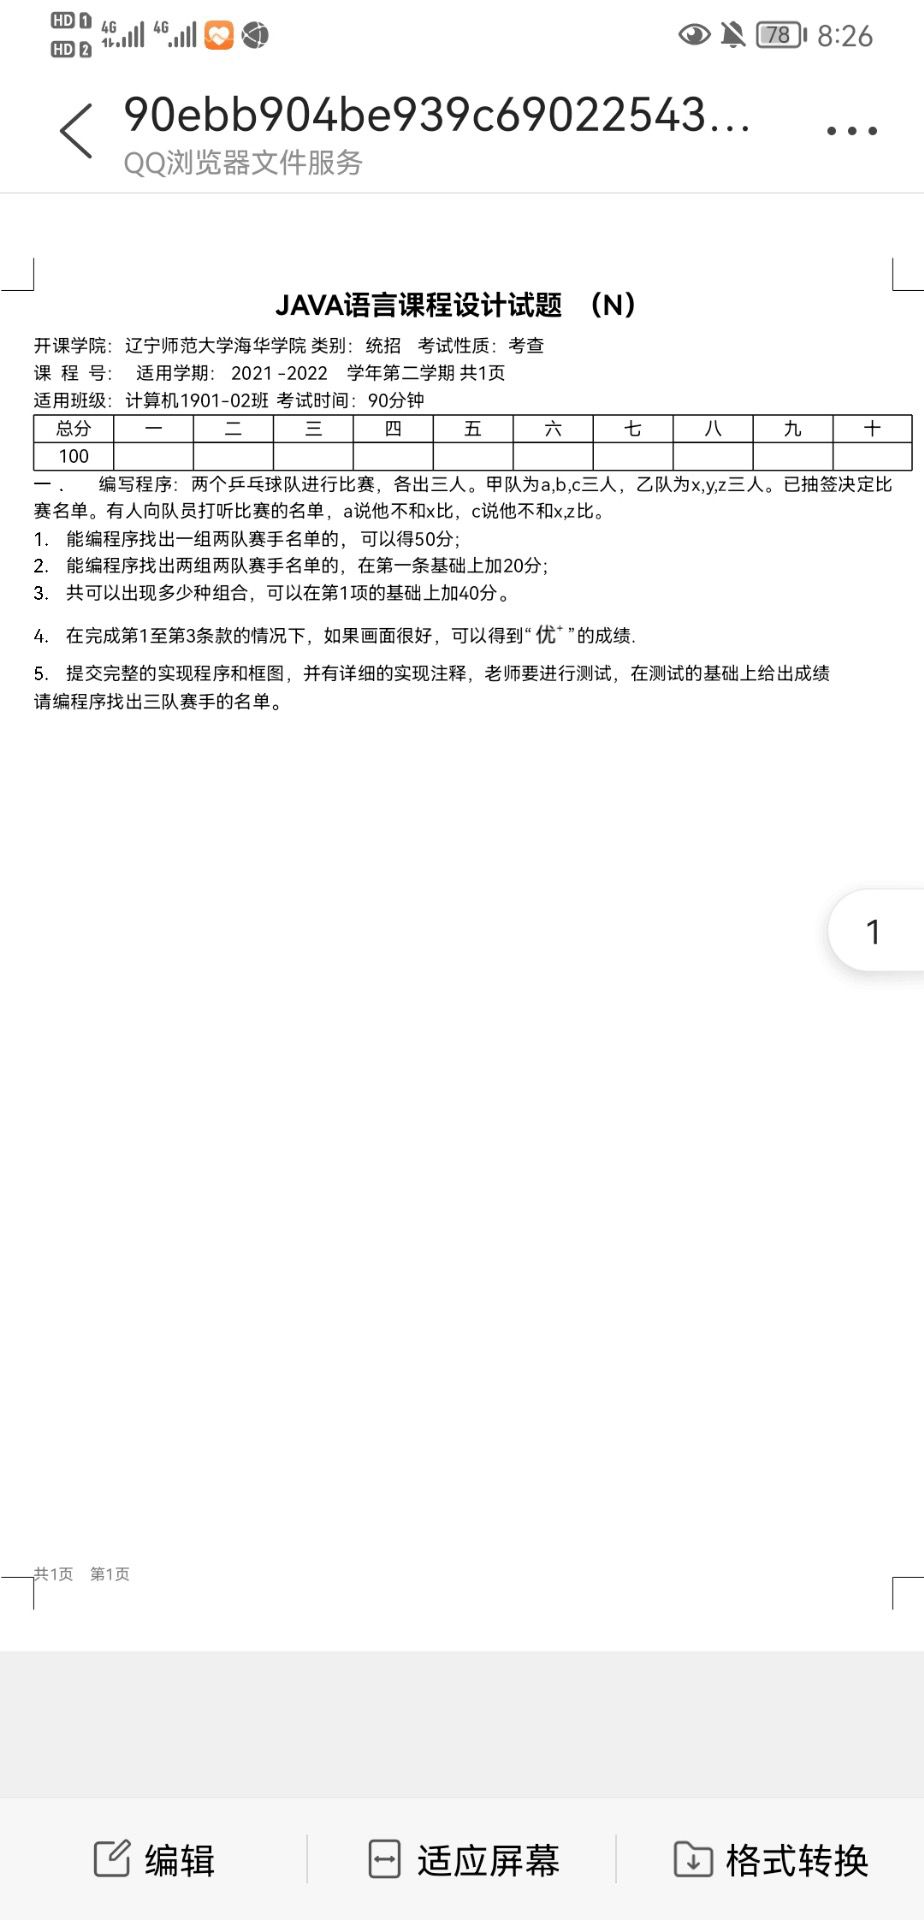 HD 1 4G 4G 78 8:26
HD 2
90ebb904be939c69022543...
QQ浏览器文件服务
JAVA语言课程设计试题 （N）
开课学院：辽宁师范大学海华学院 类别：统招 考试性质：考查
课 程 号： 适用学期： 2021 -2022 学年第二学期 共1页
适用班级：计算机1901-02班 考试时间：90分钟
总分 一 二 三 四 五 六 七 八 九 十
100
一 . 编写程序：两个乒乓球队进行比赛，各出三人。甲队为a,b,c三人，乙队为x,y,z三人。已抽签决定比
赛名单。有人向队员打听比赛的名单，a说他不和x比，c说他不和x,z比。
1. 能编程序找出一组两队赛手名单的，可以得50分；
2. 能编程序找出两组两队赛手名单的，在第一条基础上加20分；
3. 共可以出现多少种组合，可以在第1项的基础上加40分。
4. 在完成第1至第3条款的情况下，如果画面很好，可以得到“优⁺”的成绩.
5. 提交完整的实现程序和框图，并有详细的实现注释，老师要进行测试，在测试的基础上给出成绩
请编程序找出三队赛手的名单。
1
共1页 第1页
编辑 适应屏幕 格式转换